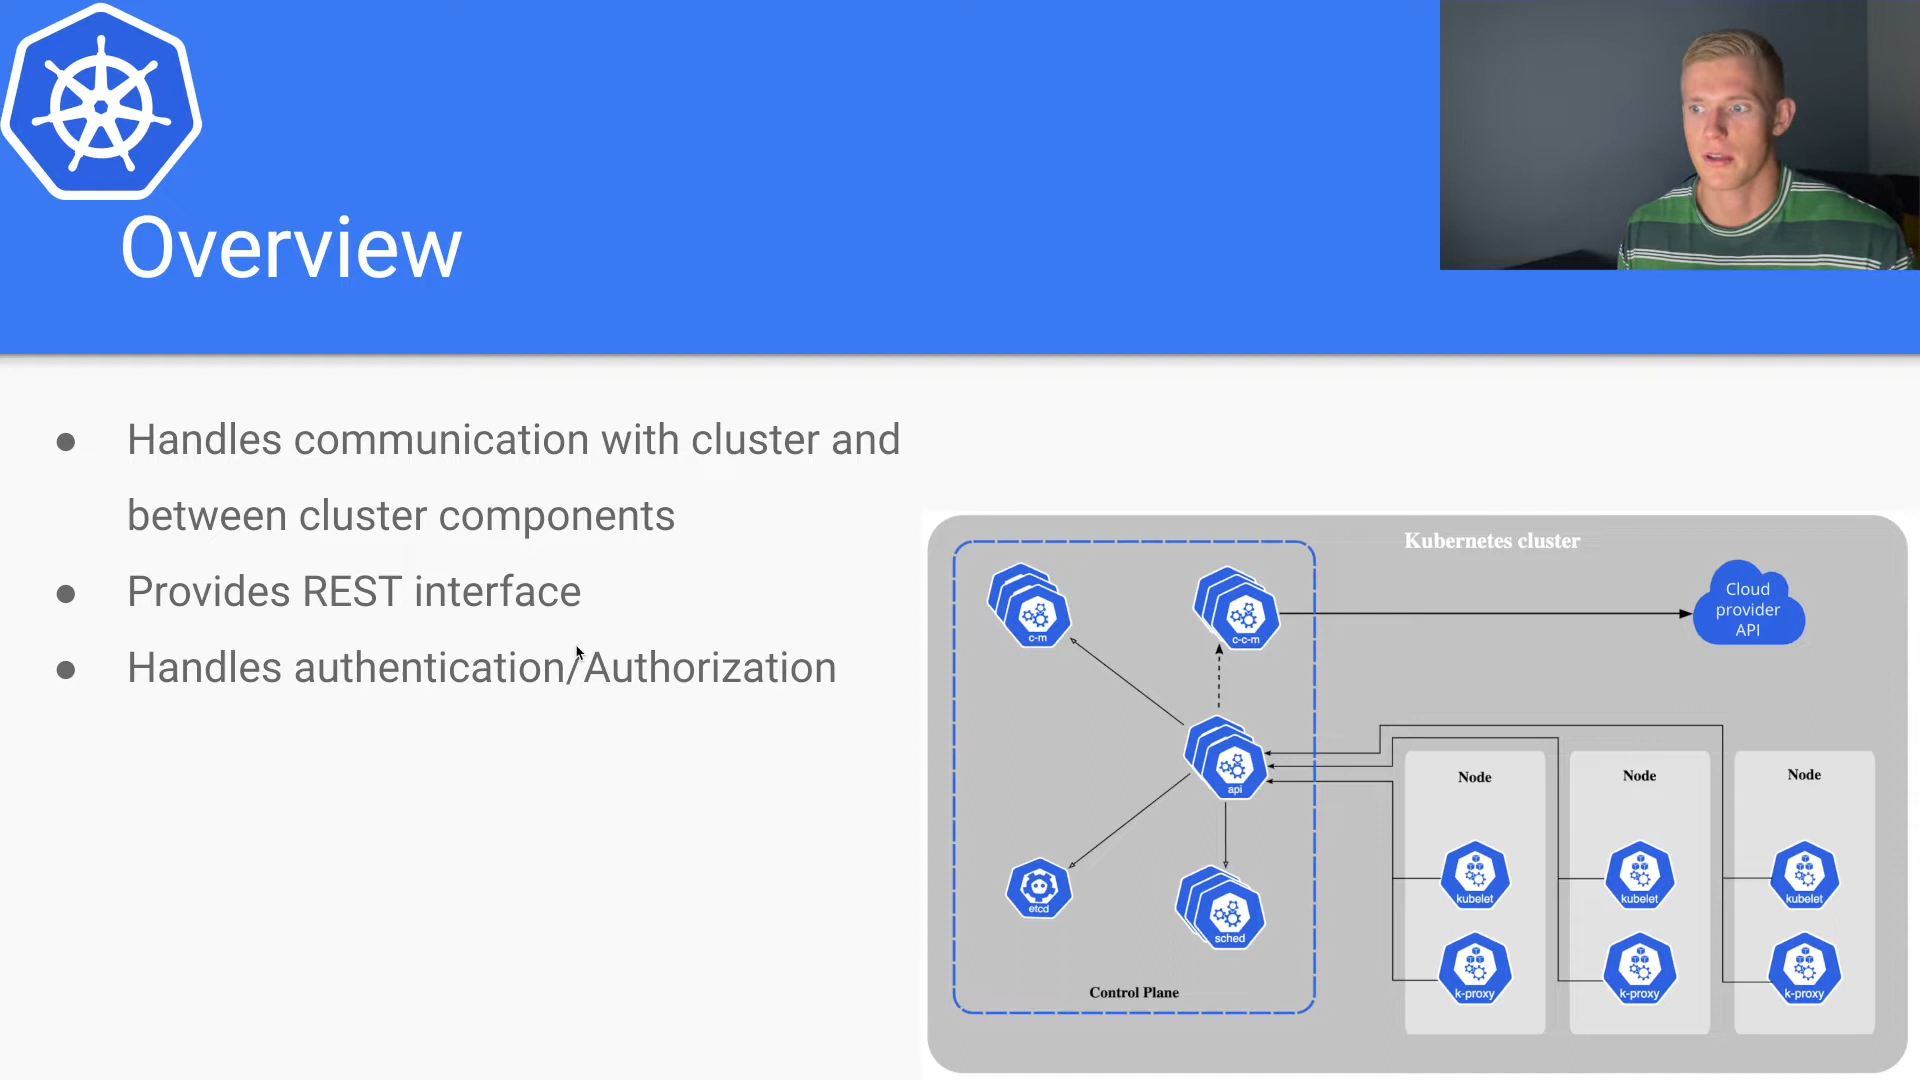 Overview
● Handles communication with cluster and
between cluster components
● Provides REST interface
● Handles authentication/Authorization
Kubernetes cluster
c-m
c-c-m
Cloud
provider
API
api
Node
Node
Node
etcd
sched
kubelet
kubelet
kubelet
k-proxy
k-proxy
k-proxy
Control Plane